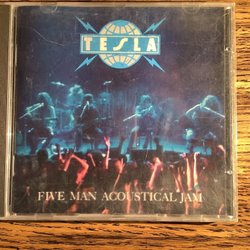 TESLA
FIVE MAN ACOUSTICAL JAM